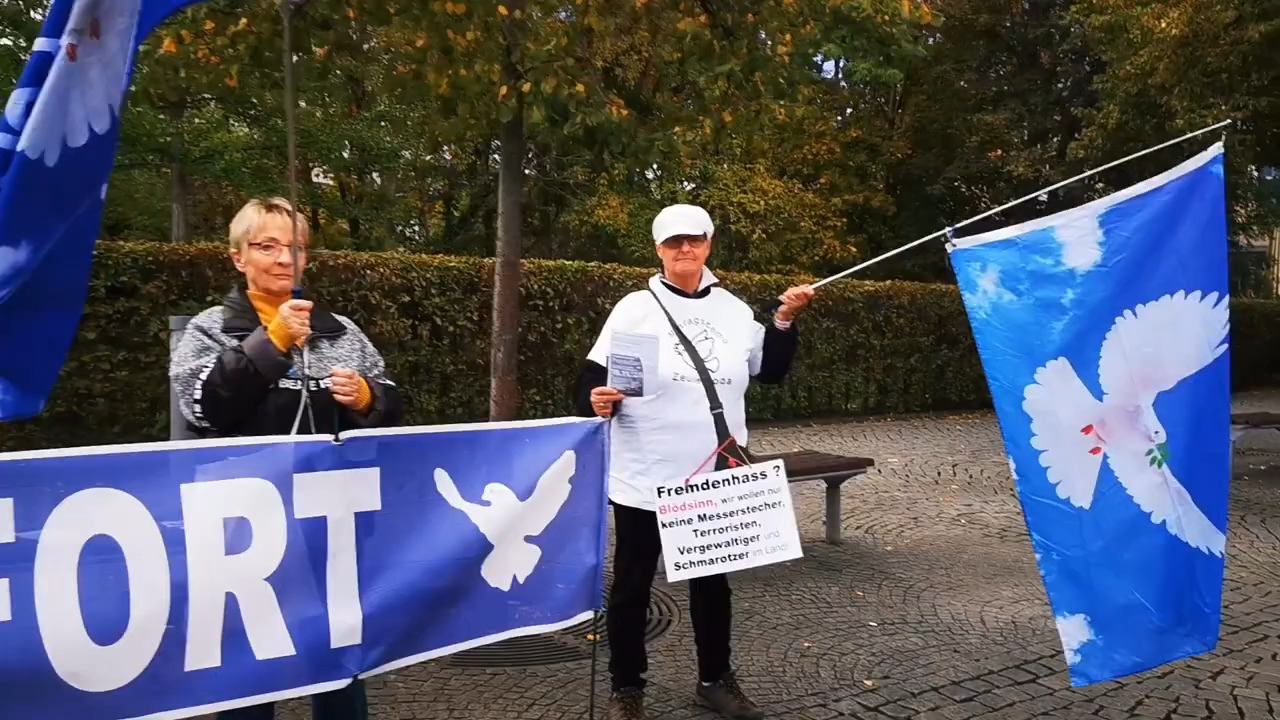 FORT
Fremdenhass ?
Blödsinn, wir wollen nur
keine Messerstecher,
Terroristen,
Vergewaltiger und
Schmarotzer im Land!